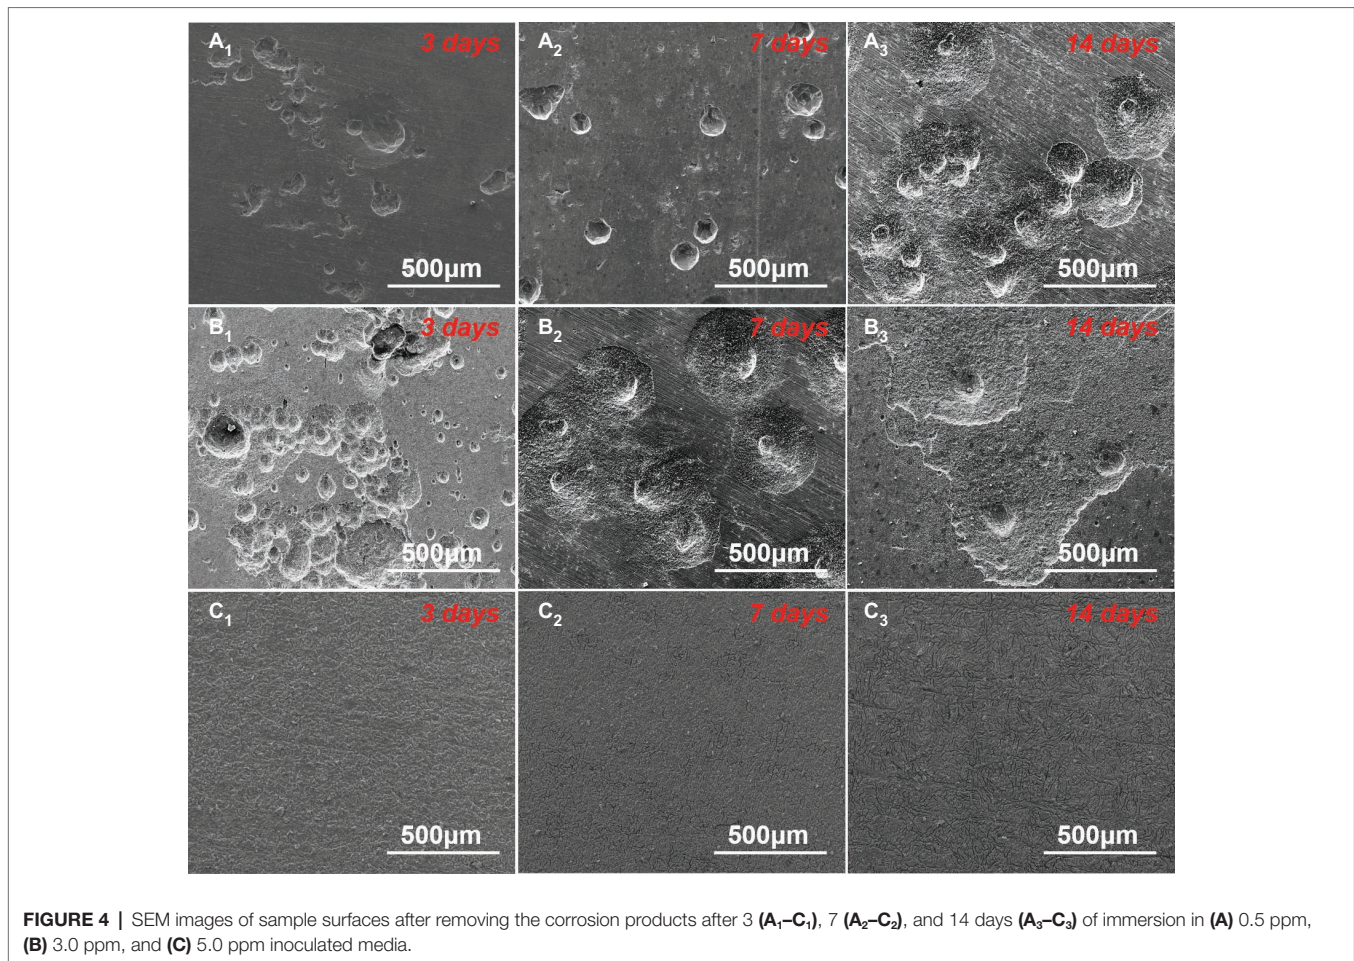 A1 3 days
A2 7 days
A3 14 days
500μm
500μm
500μm
B1 3 days
B2 7 days
B3 14 days
500μm
500μm
500μm
C1 3 days
C2 7 days
C3 14 days
500μm
500μm
500μm
FIGURE 4 | SEM images of sample surfaces after removing the corrosion products after 3 (A1–C1), 7 (A2–C2), and 14 days (A3–C3) of immersion in (A) 0.5 ppm,
(B) 3.0 ppm, and (C) 5.0 ppm inoculated media.